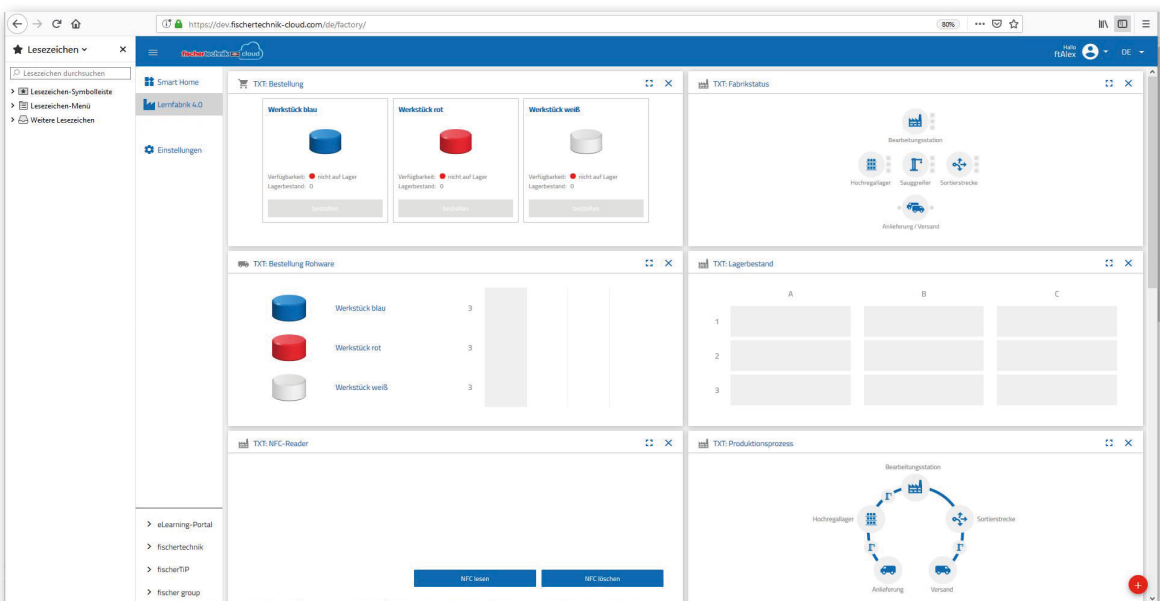 https://dev.fischertechnik-cloud.com/de/factory/
80%
Lesezeichen
Lesezeichen durchsuchen
Lesezeichen-Symbolleiste
Lesezeichen-Menü
Weitere Lesezeichen
fischertechnik cloud
Hallo
ftAlex
DE
Smart Home
Lernfabrik 4.0
Einstellungen
eLearning-Portal
fischertechnik
fischerTiP
fischer group
TXT: Bestellung
Werkstück blau
Verfügbarkeit: nicht auf Lager
Lagerbestand: 0
bestellen
Werkstück rot
Verfügbarkeit: nicht auf Lager
Lagerbestand: 0
bestellen
Werkstück weiß
Verfügbarkeit: nicht auf Lager
Lagerbestand: 0
bestellen
TXT: Fabrikstatus
Bearbeitungsstation
Hochregallager
Sauggreifer
Sortierstrecke
Anlieferung / Versand
TXT: Bestellung Rohware
Werkstück blau 3
Werkstück rot 3
Werkstück weiß 3
TXT: Lagerbestand
A B C
1
2
3
TXT: NFC-Reader
NFC lesen
NFC löschen
TXT: Produktionsprozess
Bearbeitungsstation
Hochregallager
Sortierstrecke
Anlieferung
Versand